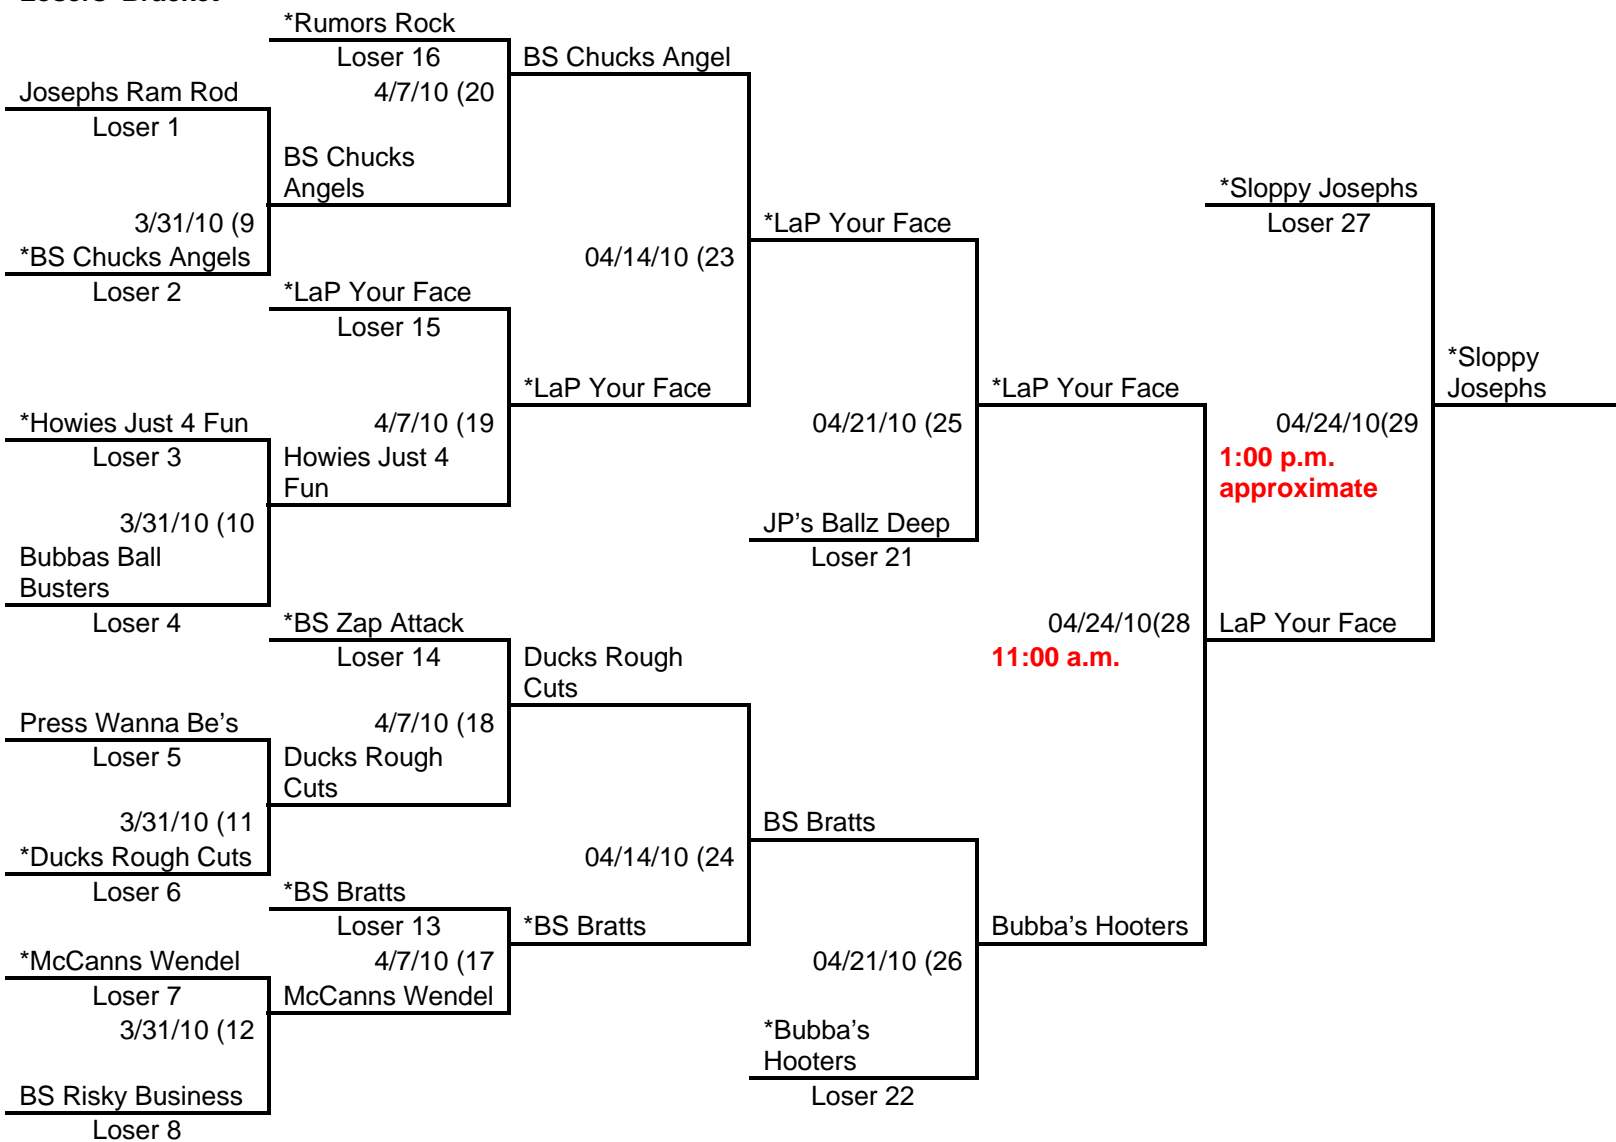 Losers' Bracket
*Rumors Rock
Loser 16
BS Chucks Angel
Josephs Ram Rod
4/7/10 (20
Loser 1
BS Chucks
Angels
*Sloppy Josephs
3/31/10 (9
*LaP Your Face
Loser 27
*BS Chucks Angels
04/14/10 (23
Loser 2
*LaP Your Face
Loser 15
*Sloppy
Josephs
*LaP Your Face
*LaP Your Face
*Howies Just 4 Fun
4/7/10 (19
04/21/10 (25
04/24/10(29
Loser 3
Howies Just 4
Fun
1:00 p.m.
approximate
3/31/10 (10
JP's Ballz Deep
Bubbas Ball
Busters
Loser 21
Loser 4
*BS Zap Attack
04/24/10(28
LaP Your Face
Loser 14
Ducks Rough
Cuts
11:00 a.m.
Press Wanna Be's
4/7/10 (18
Loser 5
Ducks Rough
Cuts
3/31/10 (11
BS Bratts
*Ducks Rough Cuts
04/14/10 (24
Loser 6
*BS Bratts
Loser 13
*BS Bratts
Bubba's Hooters
*McCanns Wendel
4/7/10 (17
04/21/10 (26
Loser 7
McCanns Wendel
3/31/10 (12
*Bubba's
Hooters
BS Risky Business
Loser 22
Loser 8